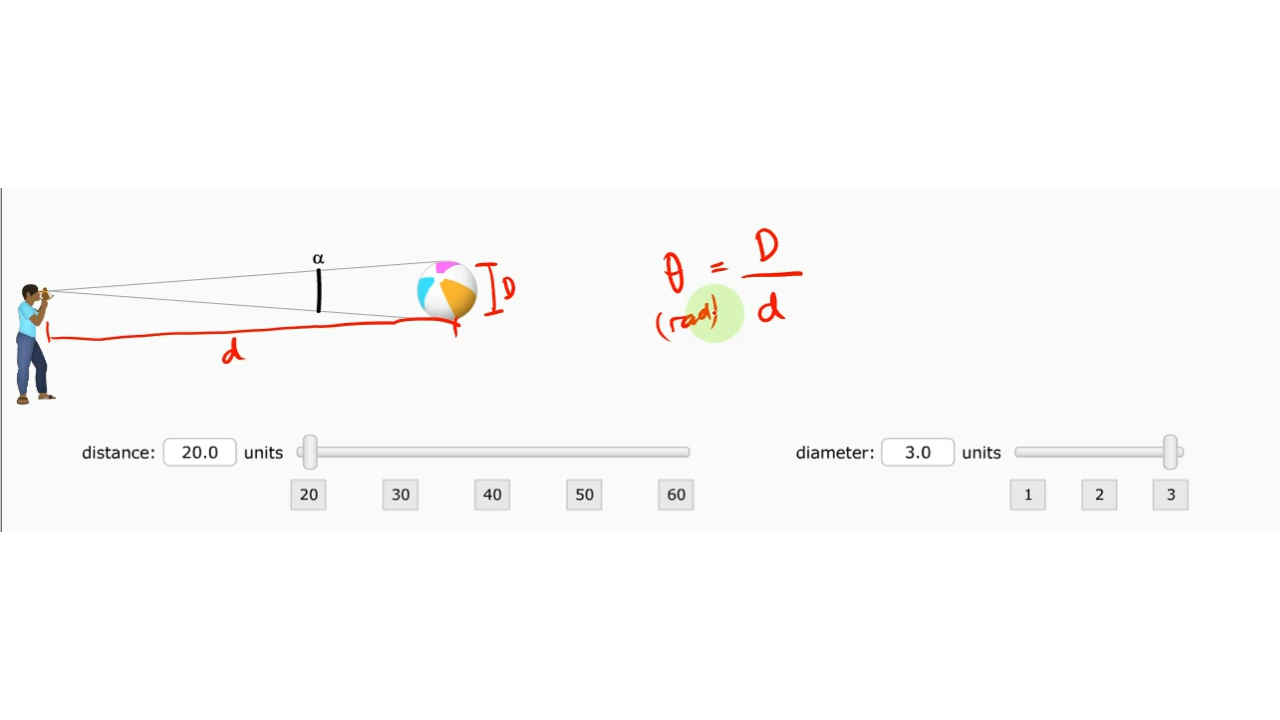 α
D
d
θ = D / d
(rad)
distance: 20.0 units
20 30 40 50 60
diameter: 3.0 units
1 2 3